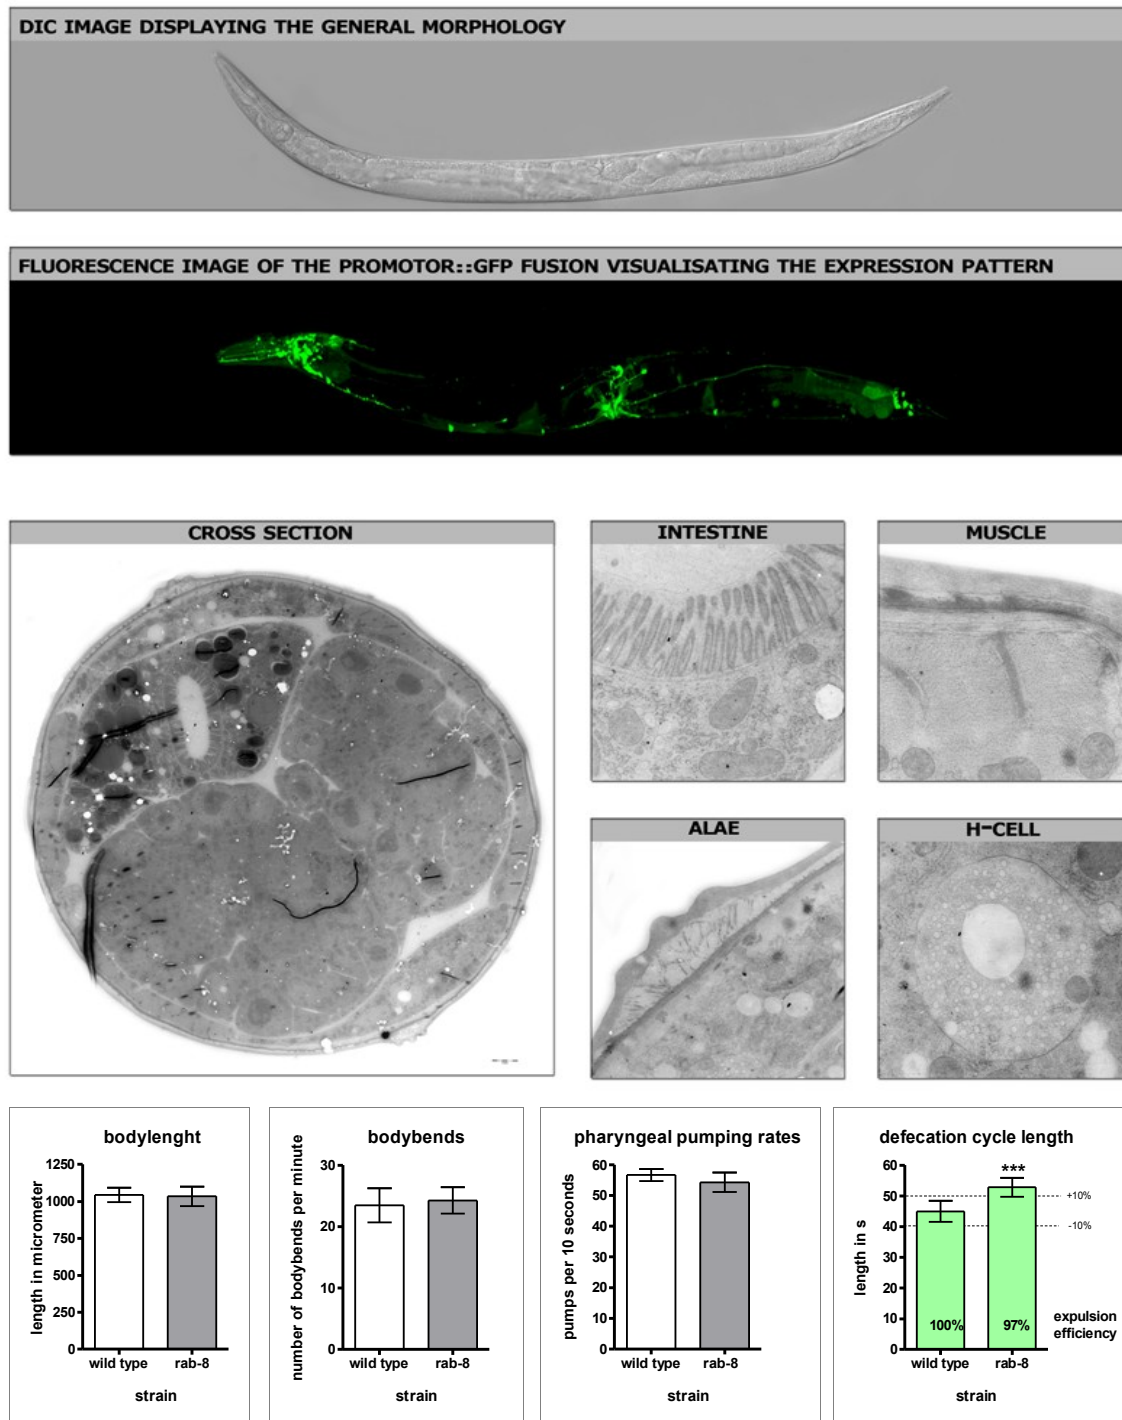 DIC IMAGE DISPLAYING THE GENERAL MORPHOLOGY
FLUORESCENCE IMAGE OF THE PROMOTOR::GFP FUSION VISUALISATING THE EXPRESSION PATTERN
CROSS SECTION
INTESTINE
MUSCLE
ALAE
H-CELL
bodylenght
length in micrometer
1250
1000
750
500
250
0
wild type
rab-8
strain
bodybends
number of bodybends per minute
30
20
10
0
wild type
rab-8
strain
pharyngeal pumping rates
pumps per 10 seconds
60
50
40
30
20
10
0
wild type
rab-8
strain
defecation cycle length
length in s
60
50
40
30
20
10
0
***
+10%
-10%
100%
97%
expulsion
efficiency
wild type
rab-8
strain